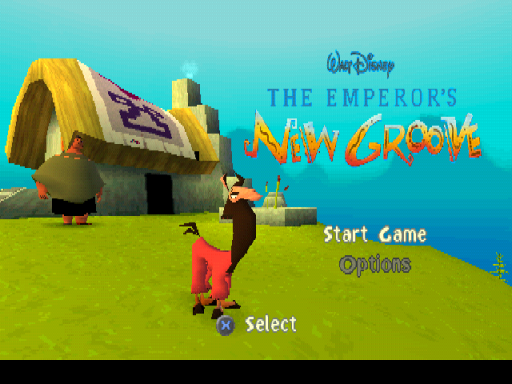 Walt Disney
THE EMPEROR'S
NEW GROOVE
Start Game
Options
Select